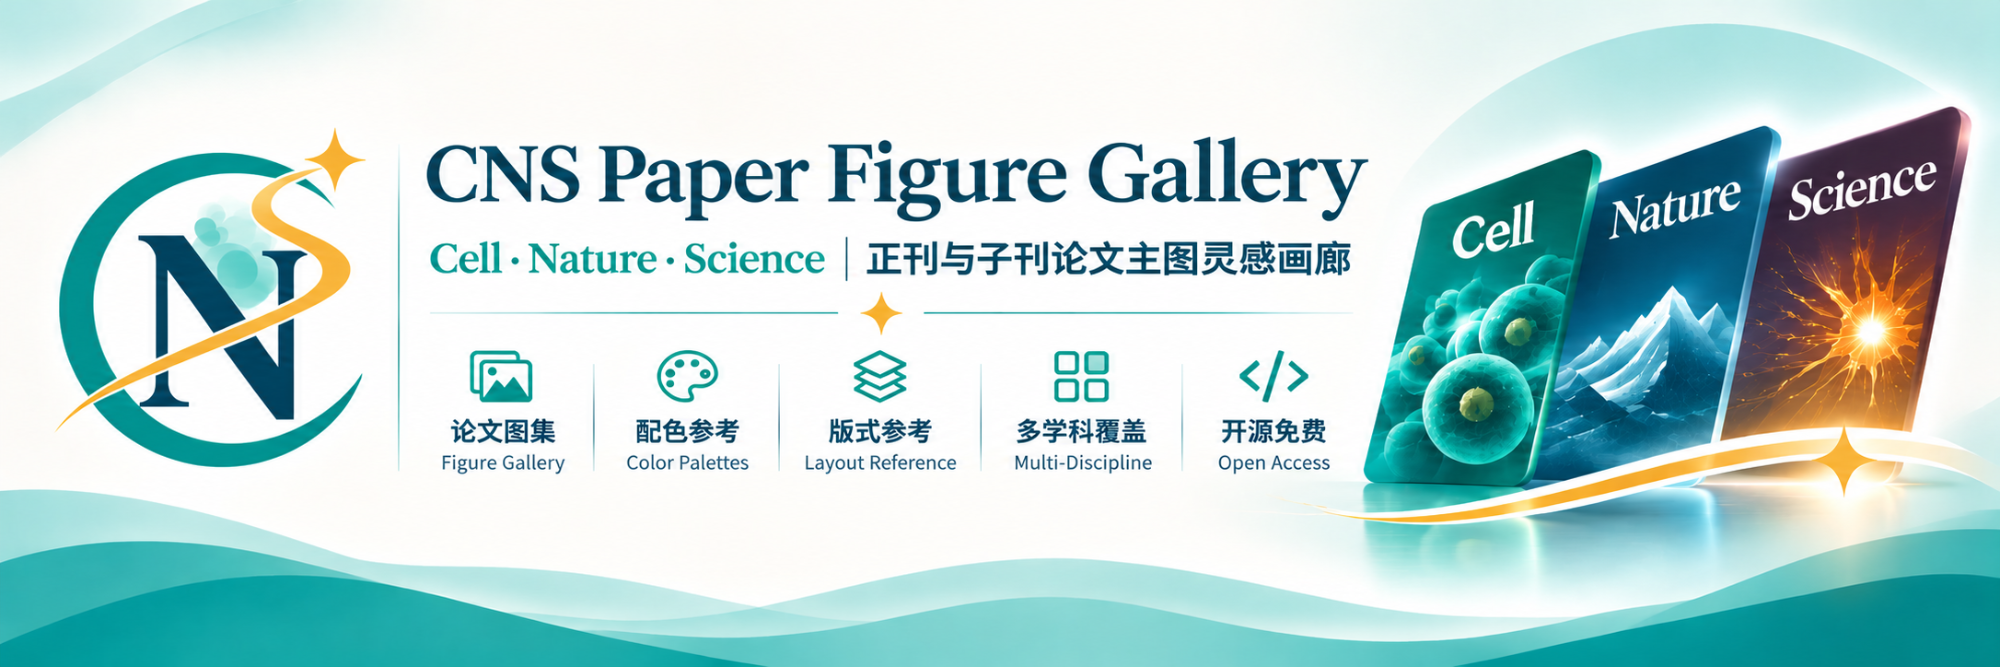 CNS
CNS Paper Figure Gallery
Cell · Nature · Science | 正刊与子刊论文主图灵感画廊
论文图集
Figure Gallery
配色参考
Color Palettes
版式参考
Layout Reference
多学科覆盖
Multi-Discipline
开源免费
Open Access
Cell
Nature
Science